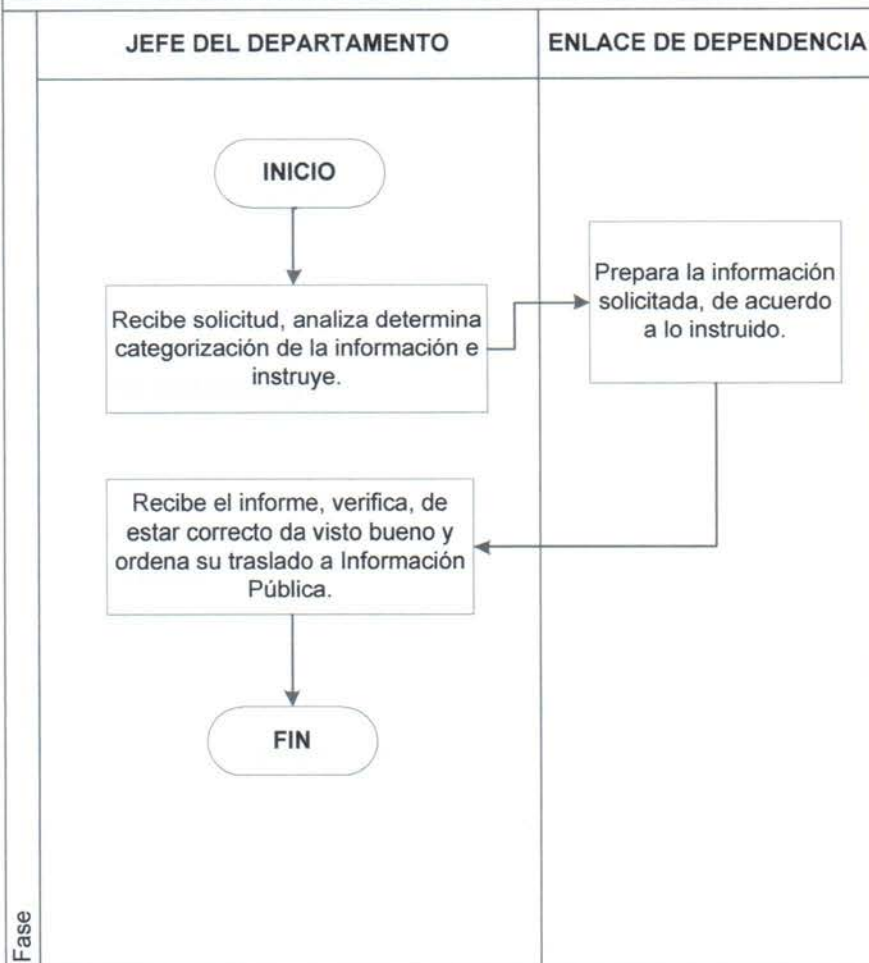 JEFE DEL DEPARTAMENTO
ENLACE DE DEPENDENCIA
INICIO
Recibe solicitud, analiza determina
categorización de la información e
instruye.
Prepara la información
solicitada, de acuerdo
a lo instruido.
Recibe el informe, verifica, de
estar correcto da visto bueno y
ordena su traslado a Información
Pública.
FIN
Fase